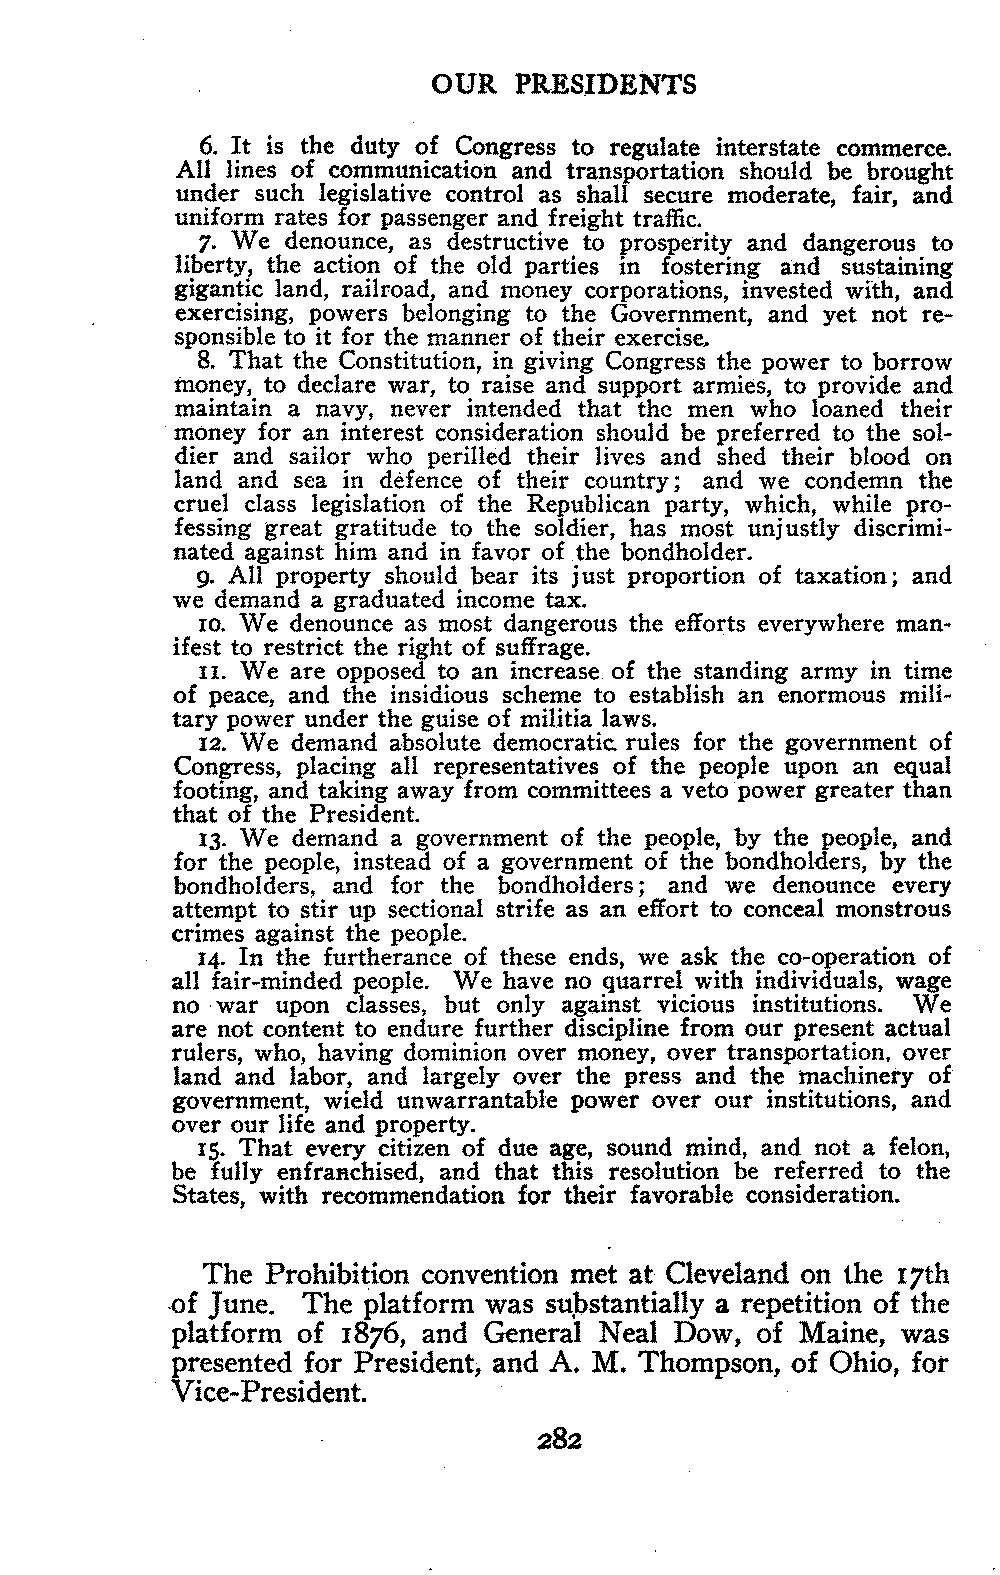 OUR PRESIDENTS
6. It is the duty of Congress to regulate interstate commerce.
All lines of communication and transportation should be brought
under such legislative control as shall secure moderate, fair, and
uniform rates for passenger and freight traffic.
7. We denounce, as destructive to prosperity and dangerous to
liberty, the action of the old parties in fostering and sustaining
gigantic land, railroad, and money corporations, invested with, and
exercising, powers belonging to the Government, and yet not re-
sponsible to it for the manner of their exercise.
8. That the Constitution, in giving Congress the power to borrow
money, to declare war, to raise and support armies, to provide and
maintain a navy, never intended that the men who loaned their
money for an interest consideration should be preferred to the sol-
dier and sailor who perilled their lives and shed their blood on
land and sea in defence of their country; and we condemn the
cruel class legislation of the Republican party, which, while pro-
fessing great gratitude to the soldier, has most unjustly discrimi-
nated against him and in favor of the bondholder.
9. All property should bear its just proportion of taxation; and
we demand a graduated income tax.
10. We denounce as most dangerous the efforts everywhere man-
ifest to restrict the right of suffrage.
11. We are opposed to an increase of the standing army in time
of peace, and the insidious scheme to establish an enormous mili-
tary power under the guise of militia laws.
12. We demand absolute democratic rules for the government of
Congress, placing all representatives of the people upon an equal
footing, and taking away from committees a veto power greater than
that of the President.
13. We demand a government of the people, by the people, and
for the people, instead of a government of the bondholders, by the
bondholders, and for the bondholders; and we denounce every
attempt to stir up sectional strife as an effort to conceal monstrous
crimes against the people.
14. In the furtherance of these ends, we ask the co-operation of
all fair-minded people. We have no quarrel with individuals, wage
no war upon classes, but only against vicious institutions. We
are not content to endure further discipline from our present actual
rulers, who, having dominion over money, over transportation, over
land and labor, and largely over the press and the machinery of
government, wield unwarrantable power over our institutions, and
over our life and property.
15. That every citizen of due age, sound mind, and not a felon,
be fully enfranchised, and that this resolution be referred to the
States, with recommendation for their favorable consideration.
The Prohibition convention met at Cleveland on the 17th
of June. The platform was substantially a repetition of the
platform of 1876, and General Neal Dow, of Maine, was
presented for President, and A. M. Thompson, of Ohio, for
Vice-President.
282